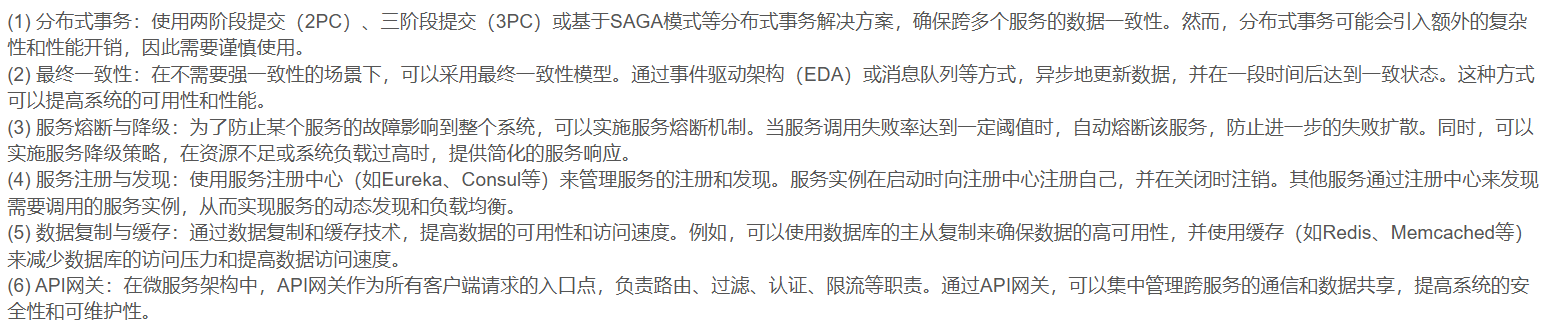 (1) 分布式事务：使用两阶段提交（2PC）、三阶段提交（3PC）或基于SAGA模式等分布式事务解决方案，确保跨多个服务的数据一致性。然而，分布式事务可能会引入额外的复杂
性和性能开销，因此需要谨慎使用。
(2) 最终一致性：在不需要强一致性的场景下，可以采用最终一致性模型。通过事件驱动架构（EDA）或消息队列等方式，异步地更新数据，并在一段时间后达到一致状态。这种方式
可以提高系统的可用性和性能。
(3) 服务熔断与降级：为了防止某个服务的故障影响到整个系统，可以实施服务熔断机制。当服务调用失败率达到一定阈值时，自动熔断该服务，防止进一步的失败扩散。同时，可以
实施服务降级策略，在资源不足或系统负载过高时，提供简化的服务响应。
(4) 服务注册与发现：使用服务注册中心（如Eureka、Consul等）来管理服务的注册和发现。服务实例在启动时向注册中心注册自己，并在关闭时注销。其他服务通过注册中心来发现
需要调用的服务实例，从而实现服务的动态发现和负载均衡。
(5) 数据复制与缓存：通过数据复制和缓存技术，提高数据的可用性和访问速度。例如，可以使用数据库的主从复制来确保数据的高可用性，并使用缓存（如Redis、Memcached等）
来减少数据库的访问压力和提高数据访问速度。
(6) API网关：在微服务架构中，API网关作为所有客户端请求的入口点，负责路由、过滤、认证、限流等职责。通过API网关，可以集中管理跨服务的通信和数据共享，提高系统的安
全性和可维护性。